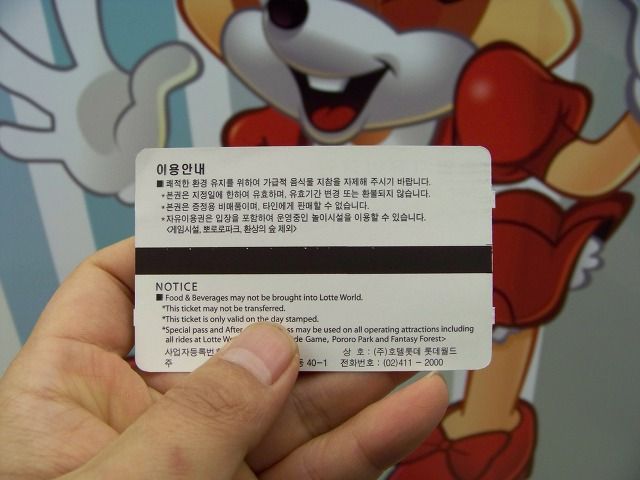 이용안내
■ 쾌적한 환경 유지를 위하여 가급적 음식물 지참을 자제해 주시기 바랍니다.
*본권은 지정일에 한하여 유효하며, 유효기간 변경 또는 환불되지 않습니다.
*본권은 증정용 비매품이며, 타인에게 판매할 수 없습니다.
*자유이용권은 입장을 포함하여 운영중인 놀이시설을 이용할 수 있습니다.
<게임시설, 뽀로로파크, 환상의 숲 제외>
NOTICE
■ Food & Beverages may not be brought into Lotte World.
*This ticket may not be transferred.
*This ticket is only valid on the day stamped.
*Special pass and may be used on all operating attractions including
all rides at Lotte Game, Pororo Park and Fantasy Forest>
사업자등록번호 상 호 : (주)호텔롯데 롯데월드
주 동 40-1 전화번호 : (02)411-2000